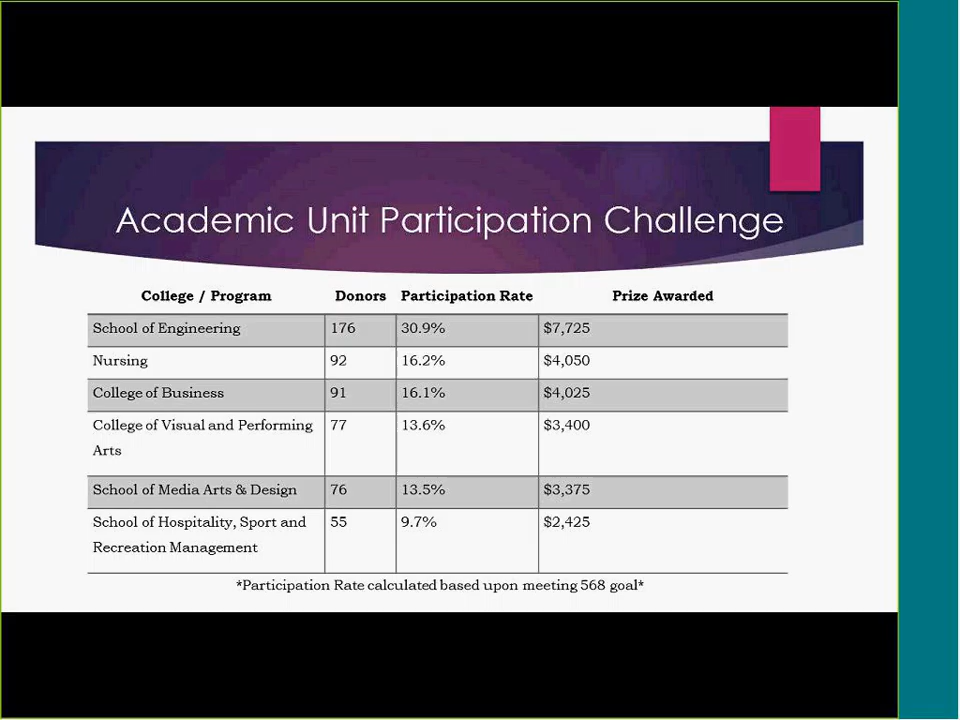 Academic Unit Participation Challenge
College / Program Donors Participation Rate Prize Awarded
School of Engineering 176 30.9% $7,725
Nursing 92 16.2% $4,050
College of Business 91 16.1% $4,025
College of Visual and Performing 77 13.6% $3,400
Arts
School of Media Arts & Design 76 13.5% $3,375
School of Hospitality, Sport and 55 9.7% $2,425
Recreation Management
*Participation Rate calculated based upon meeting 568 goal*